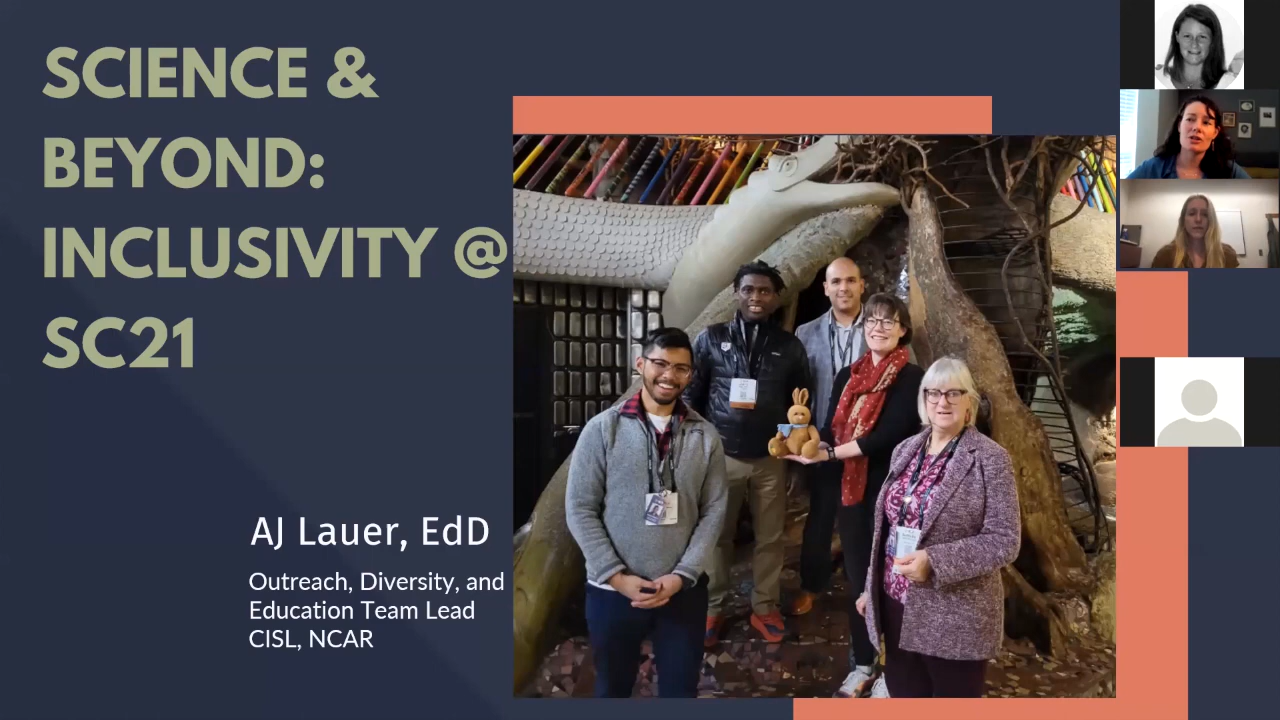 SCIENCE &
BEYOND:
INCLUSIVITY @
SC21
AJ Lauer, EdD
Outreach, Diversity, and
Education Team Lead
CISL, NCAR